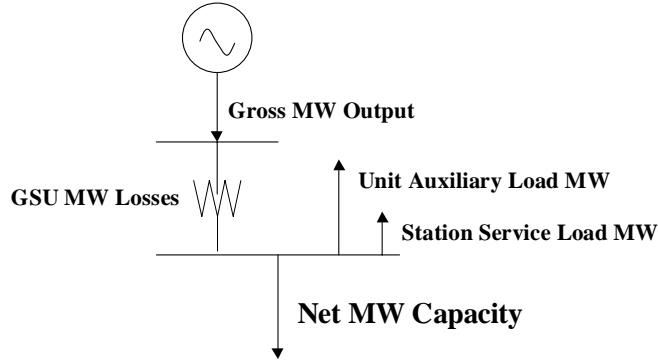 Gross MW Output
Unit Auxiliary Load MW
GSU MW Losses
Station Service Load MW
Net MW Capacity